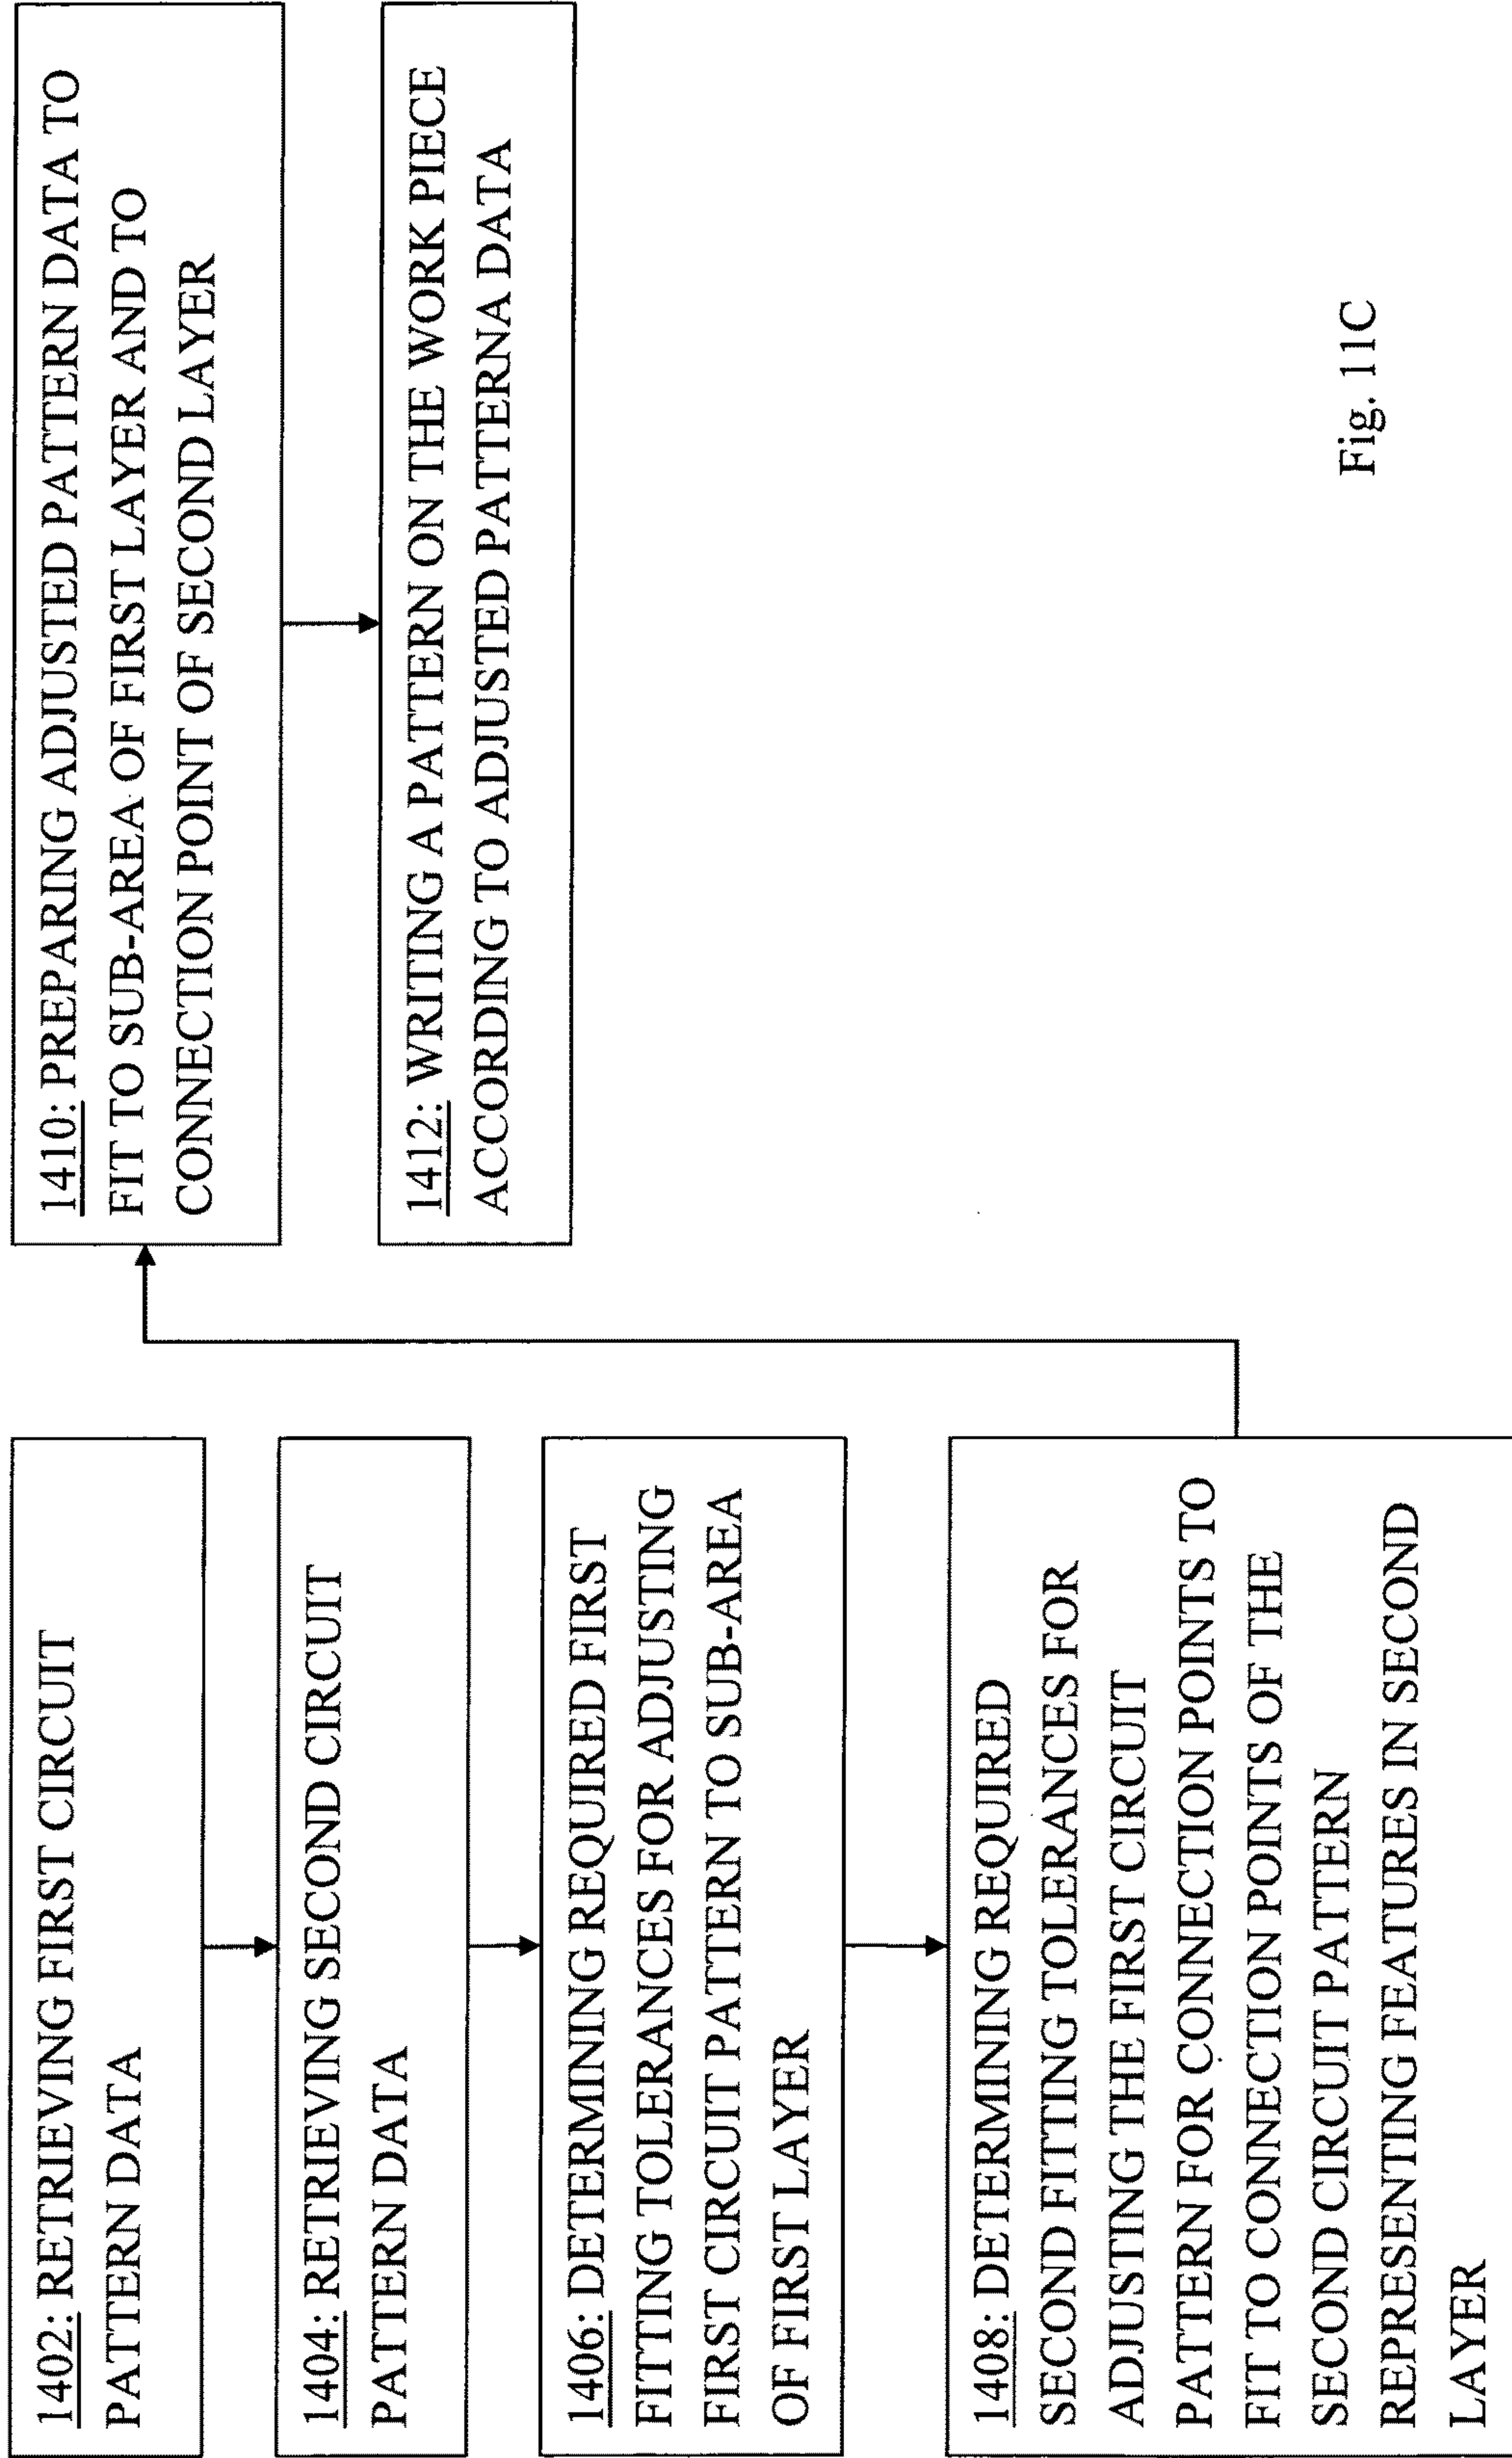 1402: RETRIEVING FIRST CIRCUIT
PATTERN DATA
1404: RETRIEVING SECOND CIRCUIT
PATTERN DATA
1406: DETERMINING REQUIRED FIRST
FITTING TOLERANCES FOR ADJUSTING
FIRST CIRCUIT PATTERN TO SUB-AREA
OF FIRST LAYER
1408: DETERMINING REQUIRED
SECOND FITTING TOLERANCES FOR
ADJUSTING THE FIRST CIRCUIT
PATTERN FOR CONNECTION POINTS TO
FIT TO CONNECTION POINTS OF THE
SECOND CIRCUIT PATTERN
REPRESENTING FEATURES IN SECOND
LAYER
1410: PREPARING ADJUSTED PATTERN DATA TO
FIT TO SUB-AREA OF FIRST LAYER AND TO
CONNECTION POINT OF SECOND LAYER
1412: WRITING A PATTERN ON THE WORK PIECE
ACCORDING TO ADJUSTED PATTERNA DATA
Fig. 11C